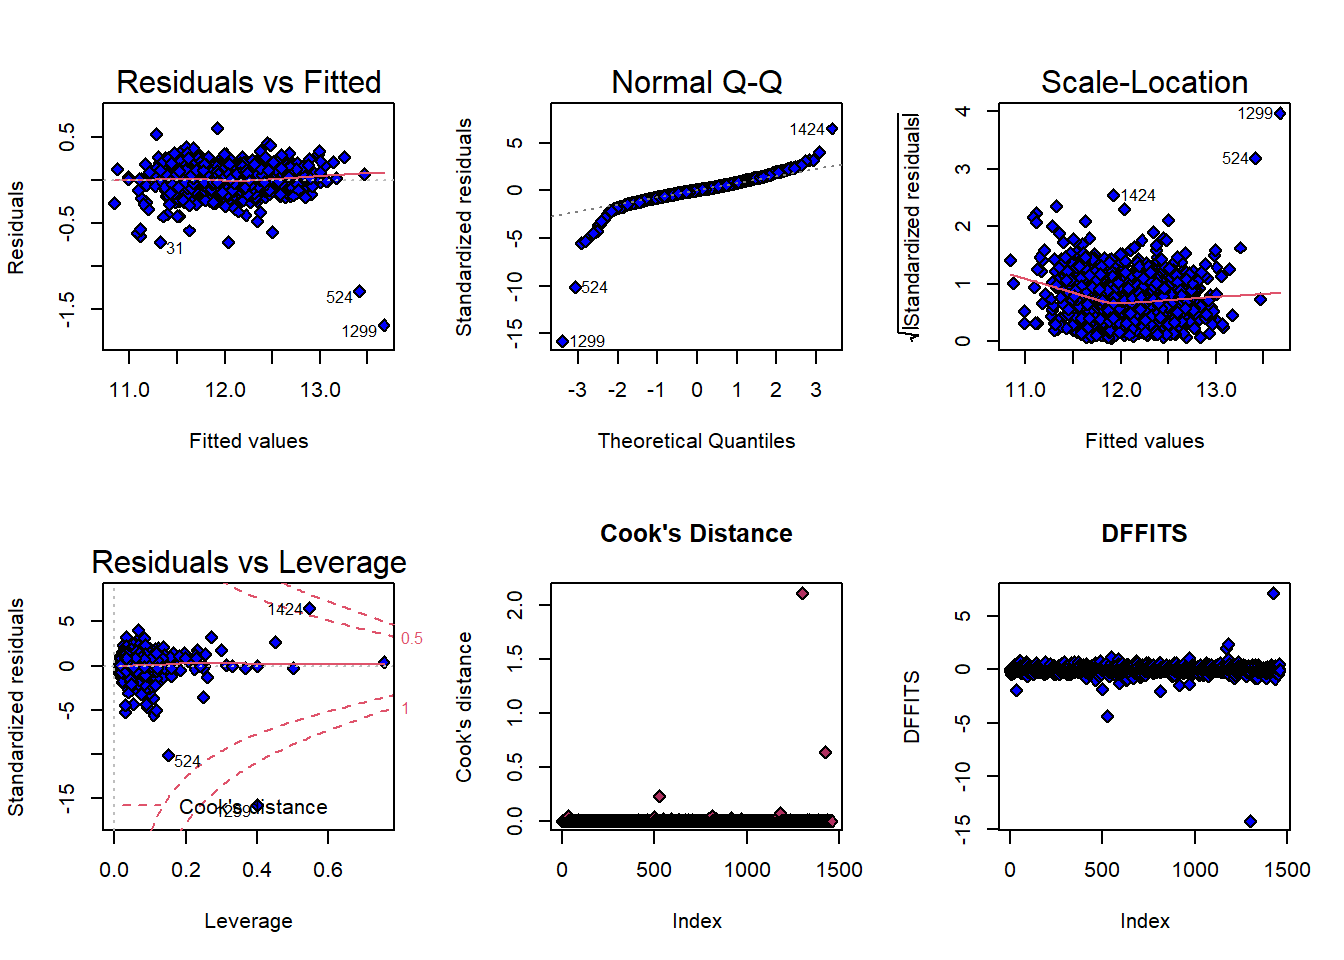 Residuals vs Fitted
Residuals
0.5
-0.5
-1.5
31
524
1299
11.0 12.0 13.0
Fitted values
Normal Q-Q
Standardized residuals
5
0
-5
-10
-15
1424
524
1299
-3 -2 -1 0 1 2 3
Theoretical Quantiles
Scale-Location
√|Standardized residuals|
4
3
2
1
0
1299
524
1424
11.0 12.0 13.0
Fitted values
Residuals vs Leverage
Standardized residuals
5
0
-5
-15
1424
0.5
1
524
Cook's distance
1299
0.0 0.2 0.4 0.6
Leverage
Cook's Distance
Cook's distance
2.0
1.5
1.0
0.5
0.0
0 500 1000 1500
Index
DFFITS
DFFITS
5
0
-5
-10
-15
0 500 1000 1500
Index